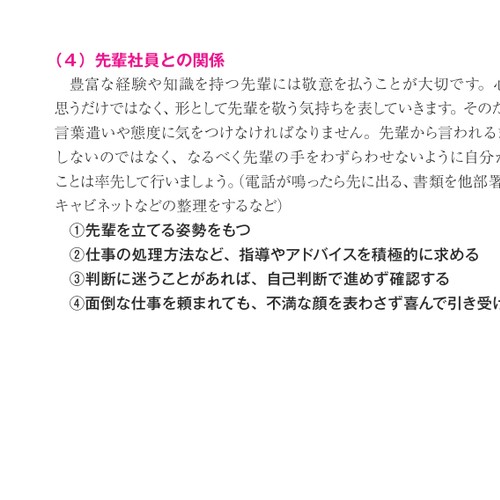 （4）先輩社員との関係
豊富な経験や知識を持つ先輩には敬意を払うことが大切です。
思うだけではなく、形として先輩を敬う気持ちを表していきます。その
言葉遣いや態度に気をつけなければなりません。先輩から言われる
しないのではなく、なるべく先輩の手をわずらわせないように自分
ことは率先して行いましょう。（電話が鳴ったら先に出る、書類を他部署
キャビネットなどの整理をするなど）
①先輩を立てる姿勢をもつ
②仕事の処理方法など、指導やアドバイスを積極的に求める
③判断に迷うことがあれば、自己判断で進めず確認する
④面倒な仕事を頼まれても、不満な顔を表わさず喜んで引き受け